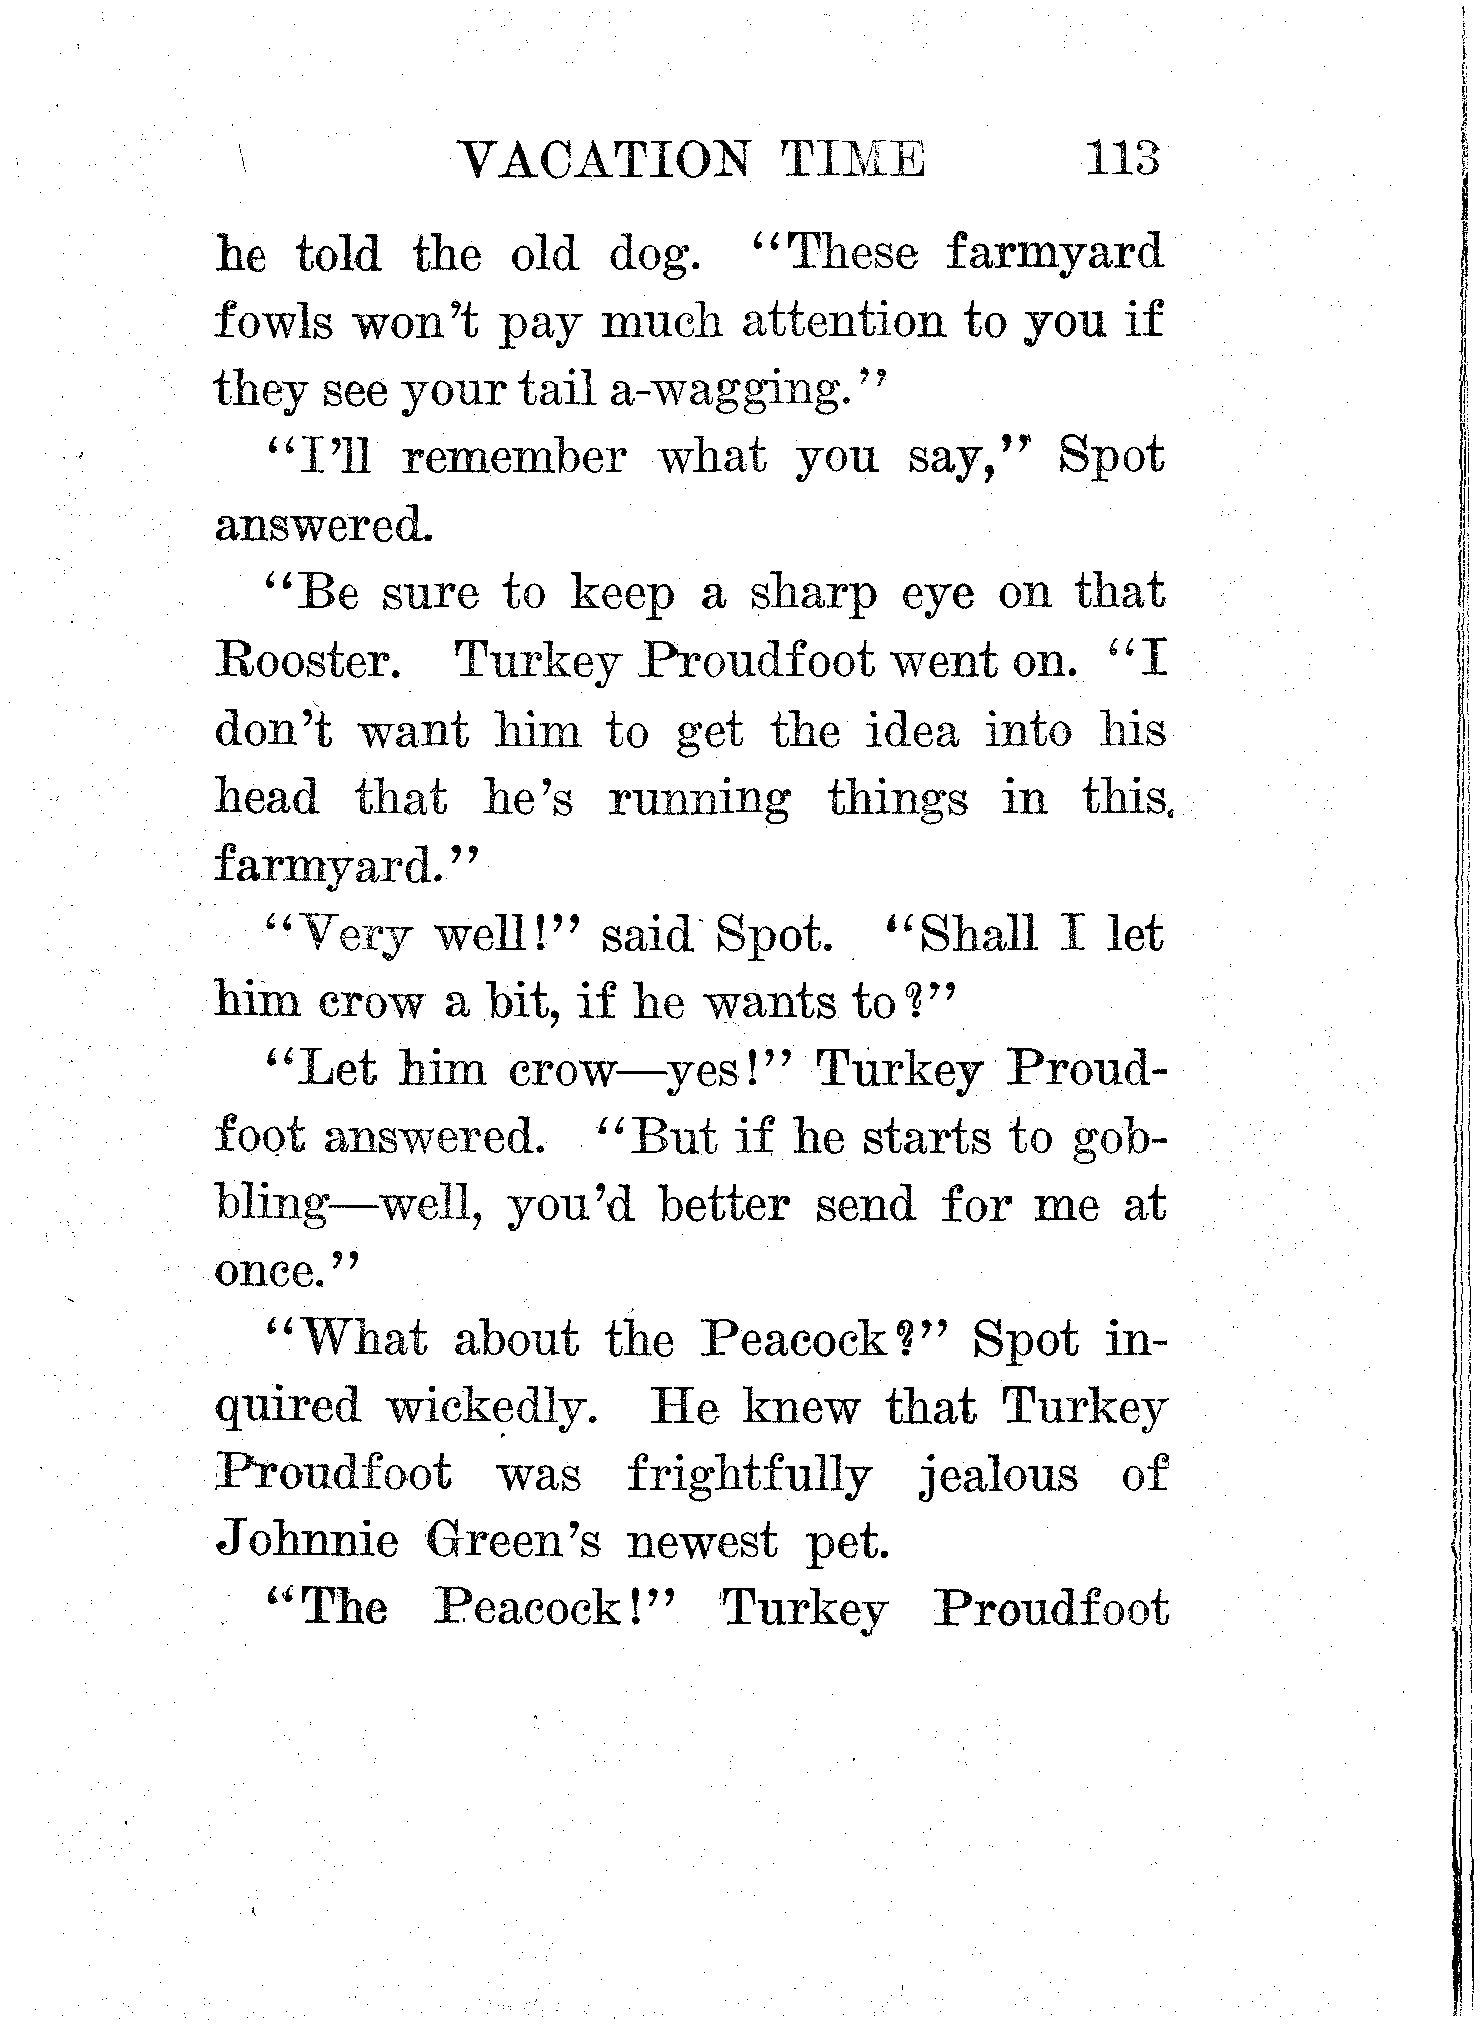 VACATION TIME 113
he told the old dog. "These farmyard
fowls won't pay much attention to you if
they see your tail a-wagging."
"I'll remember what you say," Spot
answered.
"Be sure to keep a sharp eye on that
Rooster. Turkey Proudfoot went on. "I
don't want him to get the idea into his
head that he's running things in this
farmyard."
"Very well!" said Spot. "Shall I let
him crow a bit, if he wants to?"
"Let him crow—yes!" Turkey Proud-
foot answered. "But if he starts to gob-
bling—well, you'd better send for me at
once."
"What about the Peacock?" Spot in-
quired wickedly. He knew that Turkey
Proudfoot was frightfully jealous of
Johnnie Green's newest pet.
"The Peacock!" Turkey Proudfoot